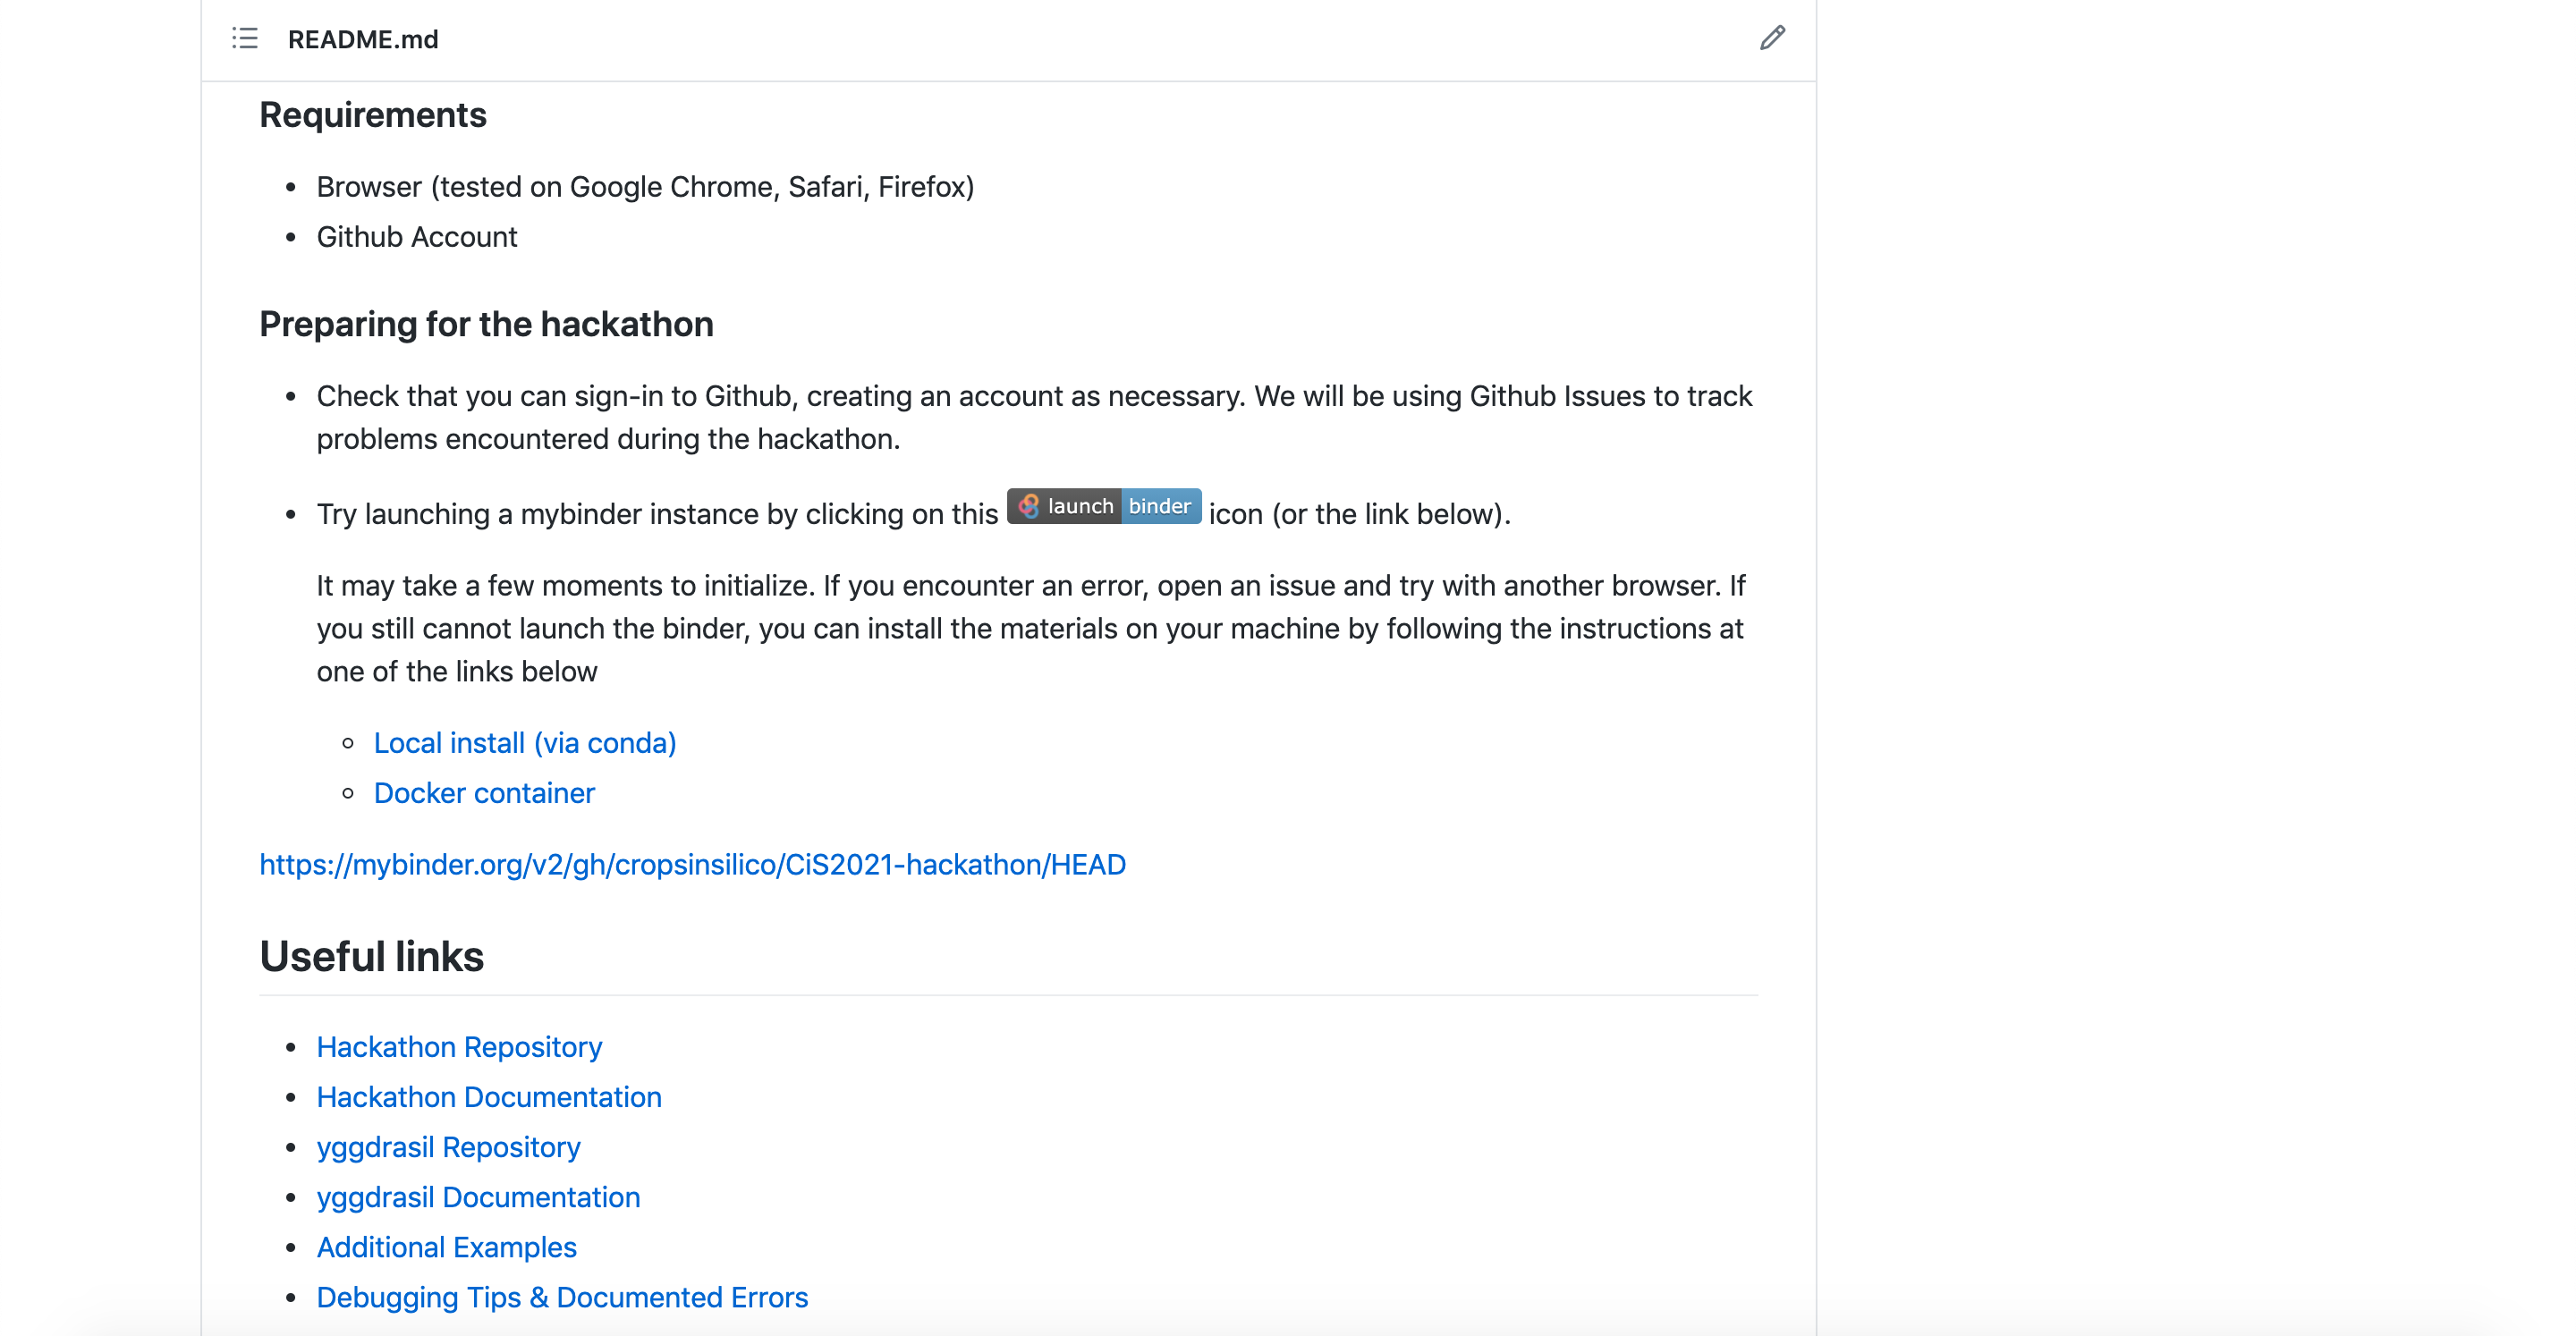 README.md
Requirements
Browser (tested on Google Chrome, Safari, Firefox)
Github Account
Preparing for the hackathon
Check that you can sign-in to Github, creating an account as necessary. We will be using Github Issues to track
problems encountered during the hackathon.
Try launching a mybinder instance by clicking on this launch binder icon (or the link below).
It may take a few moments to initialize. If you encounter an error, open an issue and try with another browser. If
you still cannot launch the binder, you can install the materials on your machine by following the instructions at
one of the links below
Local install (via conda)
Docker container
https://mybinder.org/v2/gh/cropsinsilico/CiS2021-hackathon/HEAD
Useful links
Hackathon Repository
Hackathon Documentation
yggdrasil Repository
yggdrasil Documentation
Additional Examples
Debugging Tips & Documented Errors